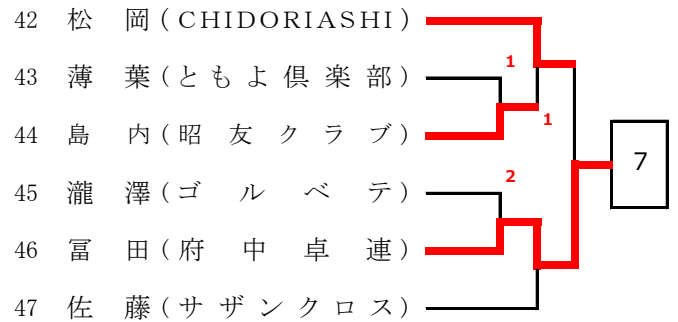 42 松 岡(CHIDORIASHI)
1
43 薄 葉(ともよ倶楽部)
1
44 島 内(昭友クラブ)
7
2
45 瀧 澤(ゴルベテ)
46 冨 田(府中卓連)
47 佐 藤(サザンクロス)